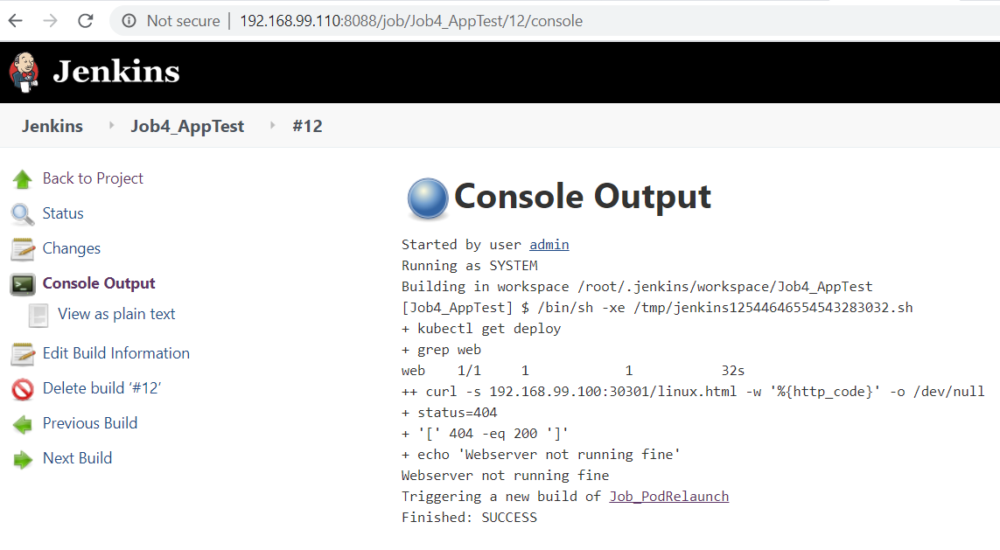 Not secure | 192.168.99.110:8088/job/Job4_AppTest/12/console
Jenkins
Jenkins Job4_AppTest #12
Back to Project
Status
Changes
Console Output
View as plain text
Edit Build Information
Delete build ‘#12’
Previous Build
Next Build
Console Output
Started by user admin
Running as SYSTEM
Building in workspace /root/.jenkins/workspace/Job4_AppTest
[Job4_AppTest] $ /bin/sh -xe /tmp/jenkins12544646554543283032.sh
+ kubectl get deploy
+ grep web
web    1/1     1            1           32s
++ curl -s 192.168.99.100:30301/linux.html -w '%{http_code}' -o /dev/null
+ status=404
+ '[' 404 -eq 200 ']'
+ echo 'Webserver not running fine'
Webserver not running fine
Triggering a new build of Job_PodRelaunch
Finished: SUCCESS